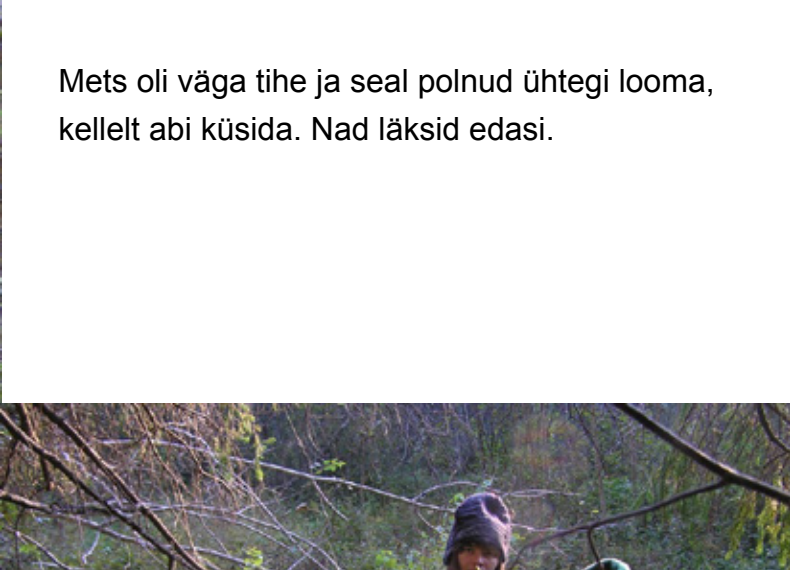 Mets oli väga tihe ja seal polnud ühtegi looma,
kellelt abi küsida. Nad läksid edasi.